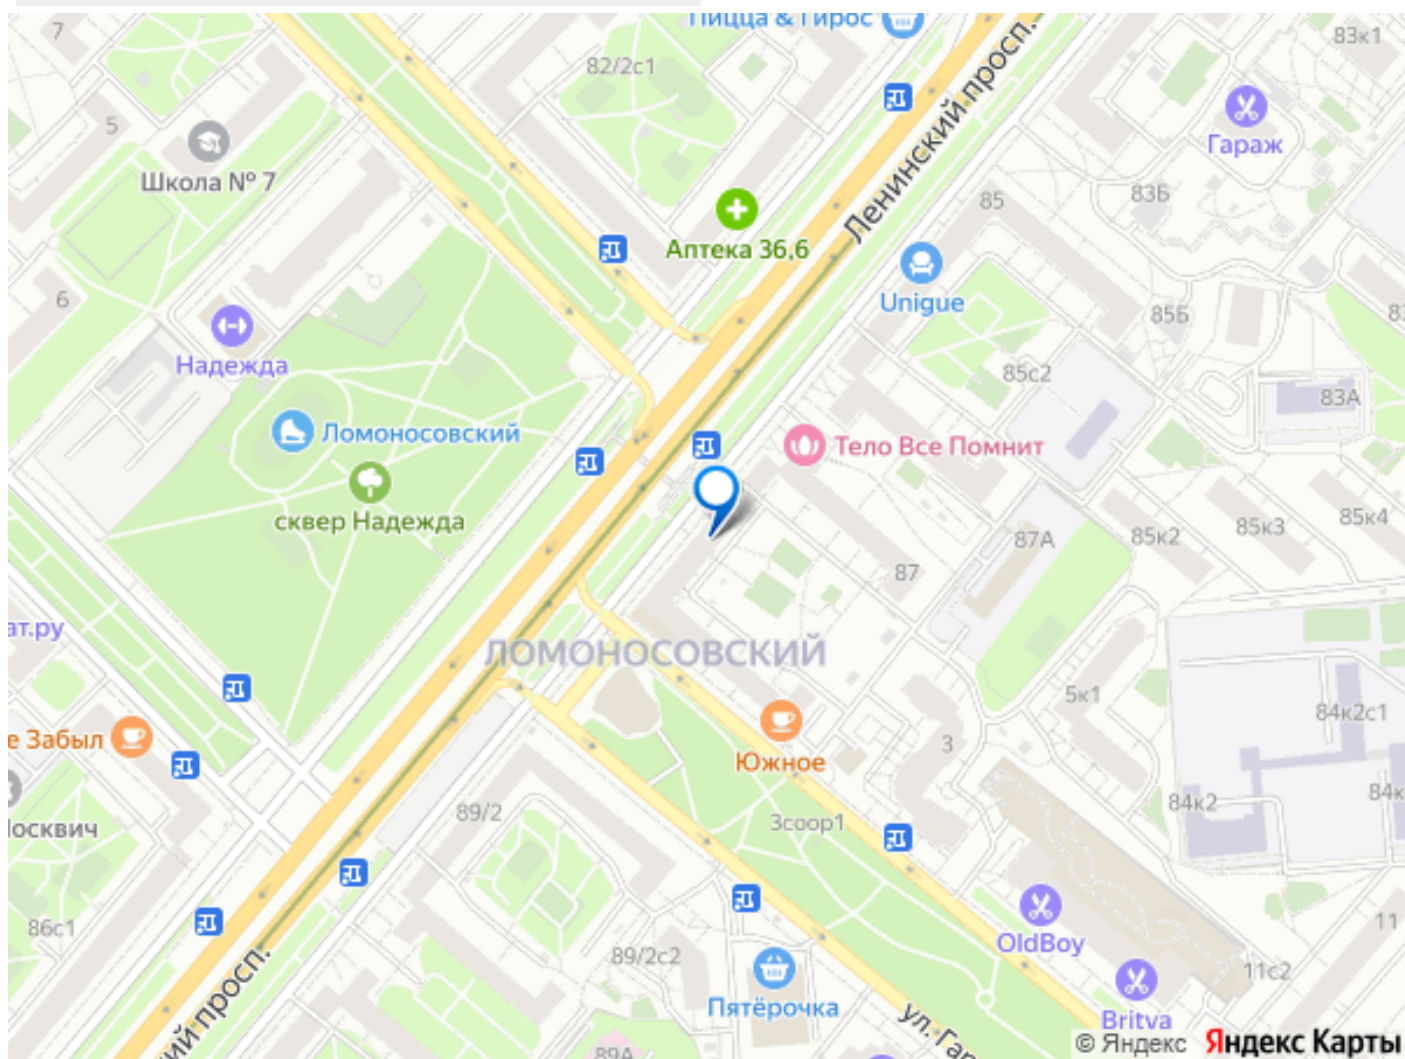 Пицца & Гирос
7
82/2с1
83к1
Ленинский просп.
Гараж
5
Школа № 7
83Б
85
Аптека 36,6
6
Unigue
85Б
Надежда
85с2
83А
Ломоносовский
Тело Все Помнит
сквер Надежда
87А
85к2
85к3
85к4
87
ат.ру
ЛОМОНОСОВСКИЙ
5к1
84к2с1
е Забыл
Южное
3
84к2
84к
89/2
3соор1
Москвич
86с1
OldBoy
11
89/2с2
11с2
ий просп.
Пятёрочка
ул. Гар
Britva
89А
© Яндекс
Яндекс Карты